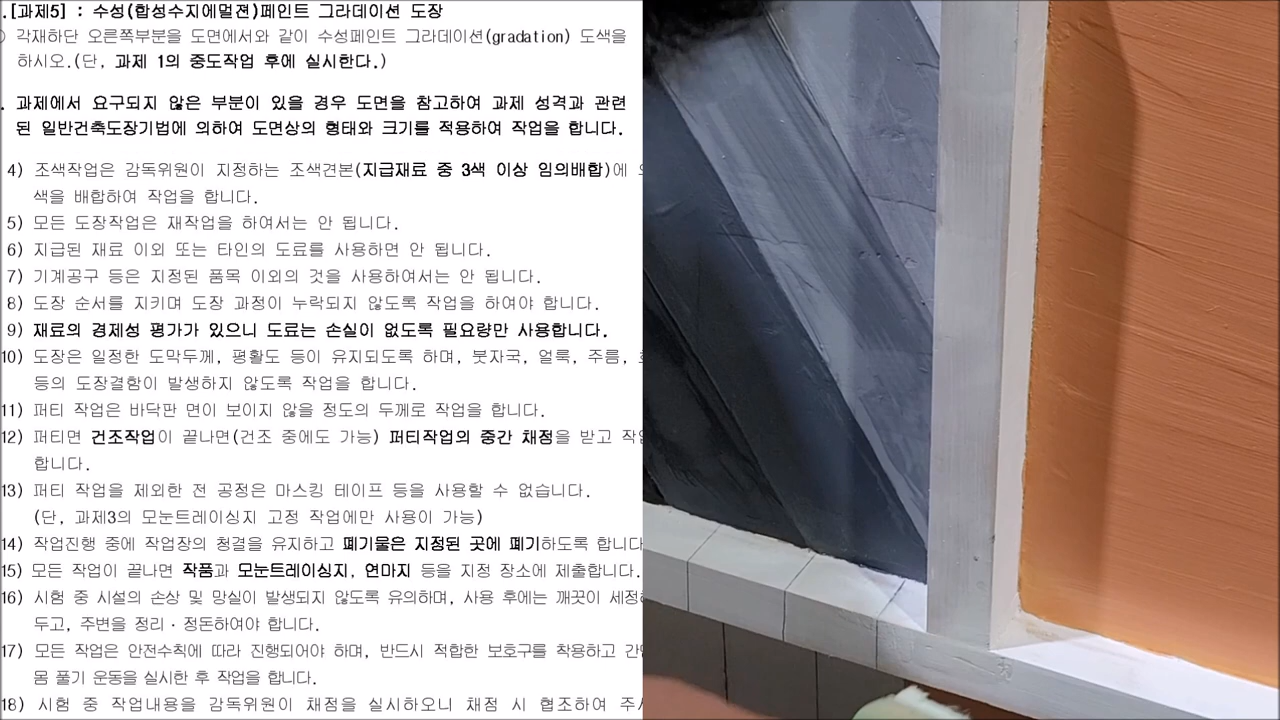 .[과제5] : 수성(합성수지에멀젼)페인트 그라데이션 도장
각재하단 오른쪽부분을 도면에서와 같이 수성페인트 그라데이션(gradation) 도색을
하시오.(단, 과제 1의 중도작업 후에 실시한다.)
. 과제에서 요구되지 않은 부분이 있을 경우 도면을 참고하여 과제 성격과 관련
된 일반건축도장기법에 의하여 도면상의 형태와 크기를 적용하여 작업을 합니다.
4) 조색작업은 감독위원이 지정하는 조색견본(지급재료 중 3색 이상 임의배합)에
색을 배합하여 작업을 합니다.
5) 모든 도장작업은 재작업을 하여서는 안 됩니다.
6) 지급된 재료 이외 또는 타인의 도료를 사용하면 안 됩니다.
7) 기계공구 등은 지정된 품목 이외의 것을 사용하여서는 안 됩니다.
8) 도장 순서를 지키며 도장 과정이 누락되지 않도록 작업을 하여야 합니다.
9) 재료의 경제성 평가가 있으니 도료는 손실이 없도록 필요량만 사용합니다.
10) 도장은 일정한 도막두께, 평활도 등이 유지되도록 하며, 붓자국, 얼룩, 주름,
등의 도장결함이 발생하지 않도록 작업을 합니다.
11) 퍼티 작업은 바닥판 면이 보이지 않을 정도의 두께로 작업을 합니다.
12) 퍼티면 건조작업이 끝나면(건조 중에도 가능) 퍼티작업의 중간 채점을 받고
합니다.
13) 퍼티 작업을 제외한 전 공정은 마스킹 테이프 등을 사용할 수 없습니다.
(단, 과제3의 모눈트레이싱지 고정 작업에만 사용이 가능)
14) 작업진행 중에 작업장의 청결을 유지하고 폐기물은 지정된 곳에 폐기하도록 합니다
15) 모든 작업이 끝나면 작품과 모눈트레이싱지, 연마지 등을 지정 장소에 제출합니다.
16) 시험 중 시설의 손상 및 망실이 발생되지 않도록 유의하며, 사용 후에는 깨끗이
두고, 주변을 정리·정돈하여야 합니다.
17) 모든 작업은 안전수칙에 따라 진행되어야 하며, 반드시 적합한 보호구를 착용하고
몸 풀기 운동을 실시한 후 작업을 합니다.
18) 시험 중 작업내용을 감독위원이 채점을 실시하오니 채점 시 협조하여